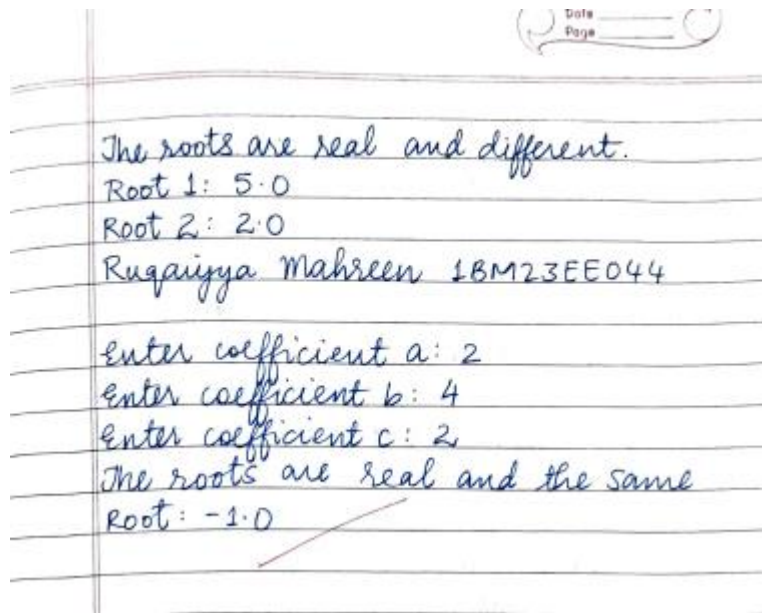 Date
Page
The roots are real and different.
Root 1: 5.0
Root 2: 2.0
Ruqaiyya Mahreen 1BM23EE044
Enter coefficient a: 2
Enter coefficient b: 4
Enter coefficient c: 2
The roots are real and the same
Root: -1.0